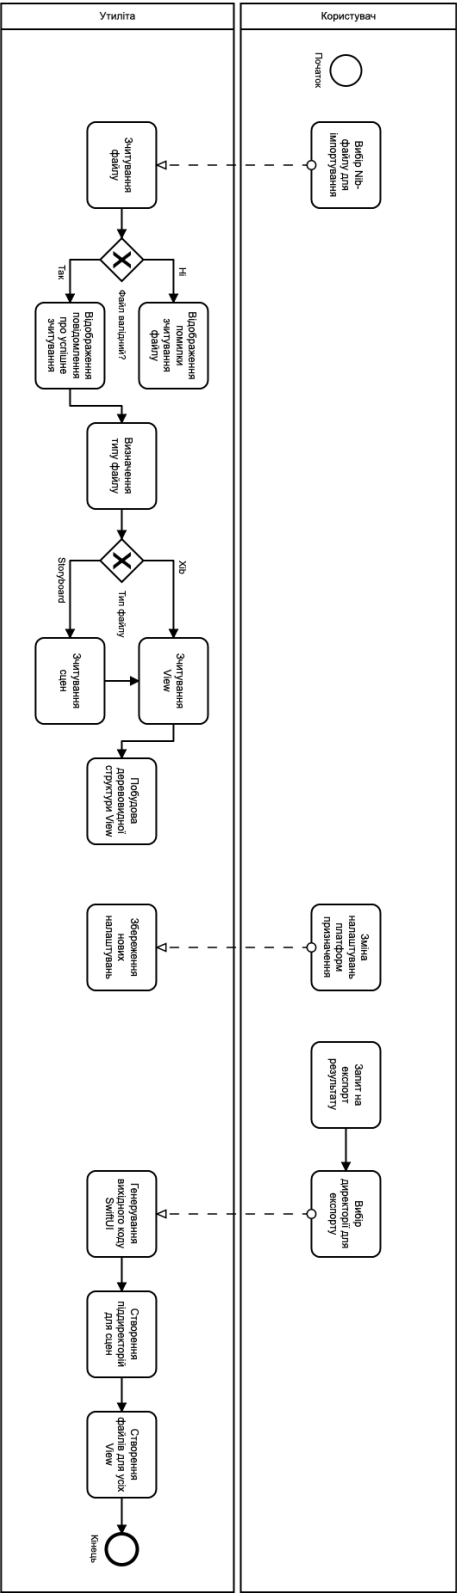 Утиліта
Користувач
Початок
Вибір Nib-
файлу для
імпортування
Зчитування
файлу
Файл валідний?
Ні
Так
Відображення
помилки
зчитування
файлу
Відображення
повідомлення
про успішне
зчитування
Визначення
типу файлу
Тип файлу
Xib
Storyboard
Зчитування
View
Зчитування
сцен
Побудова
деревовидної
структури View
Зміна
налаштувань
платформ
призначення
Збереження
нових
налаштувань
Запит на
експорт
результату
Вибір
директорії для
експорту
Генерування
вихідного коду
SwiftUI
Створення
піддиректорій
для сцен
Створення
файлів для усіх
View
Кінець